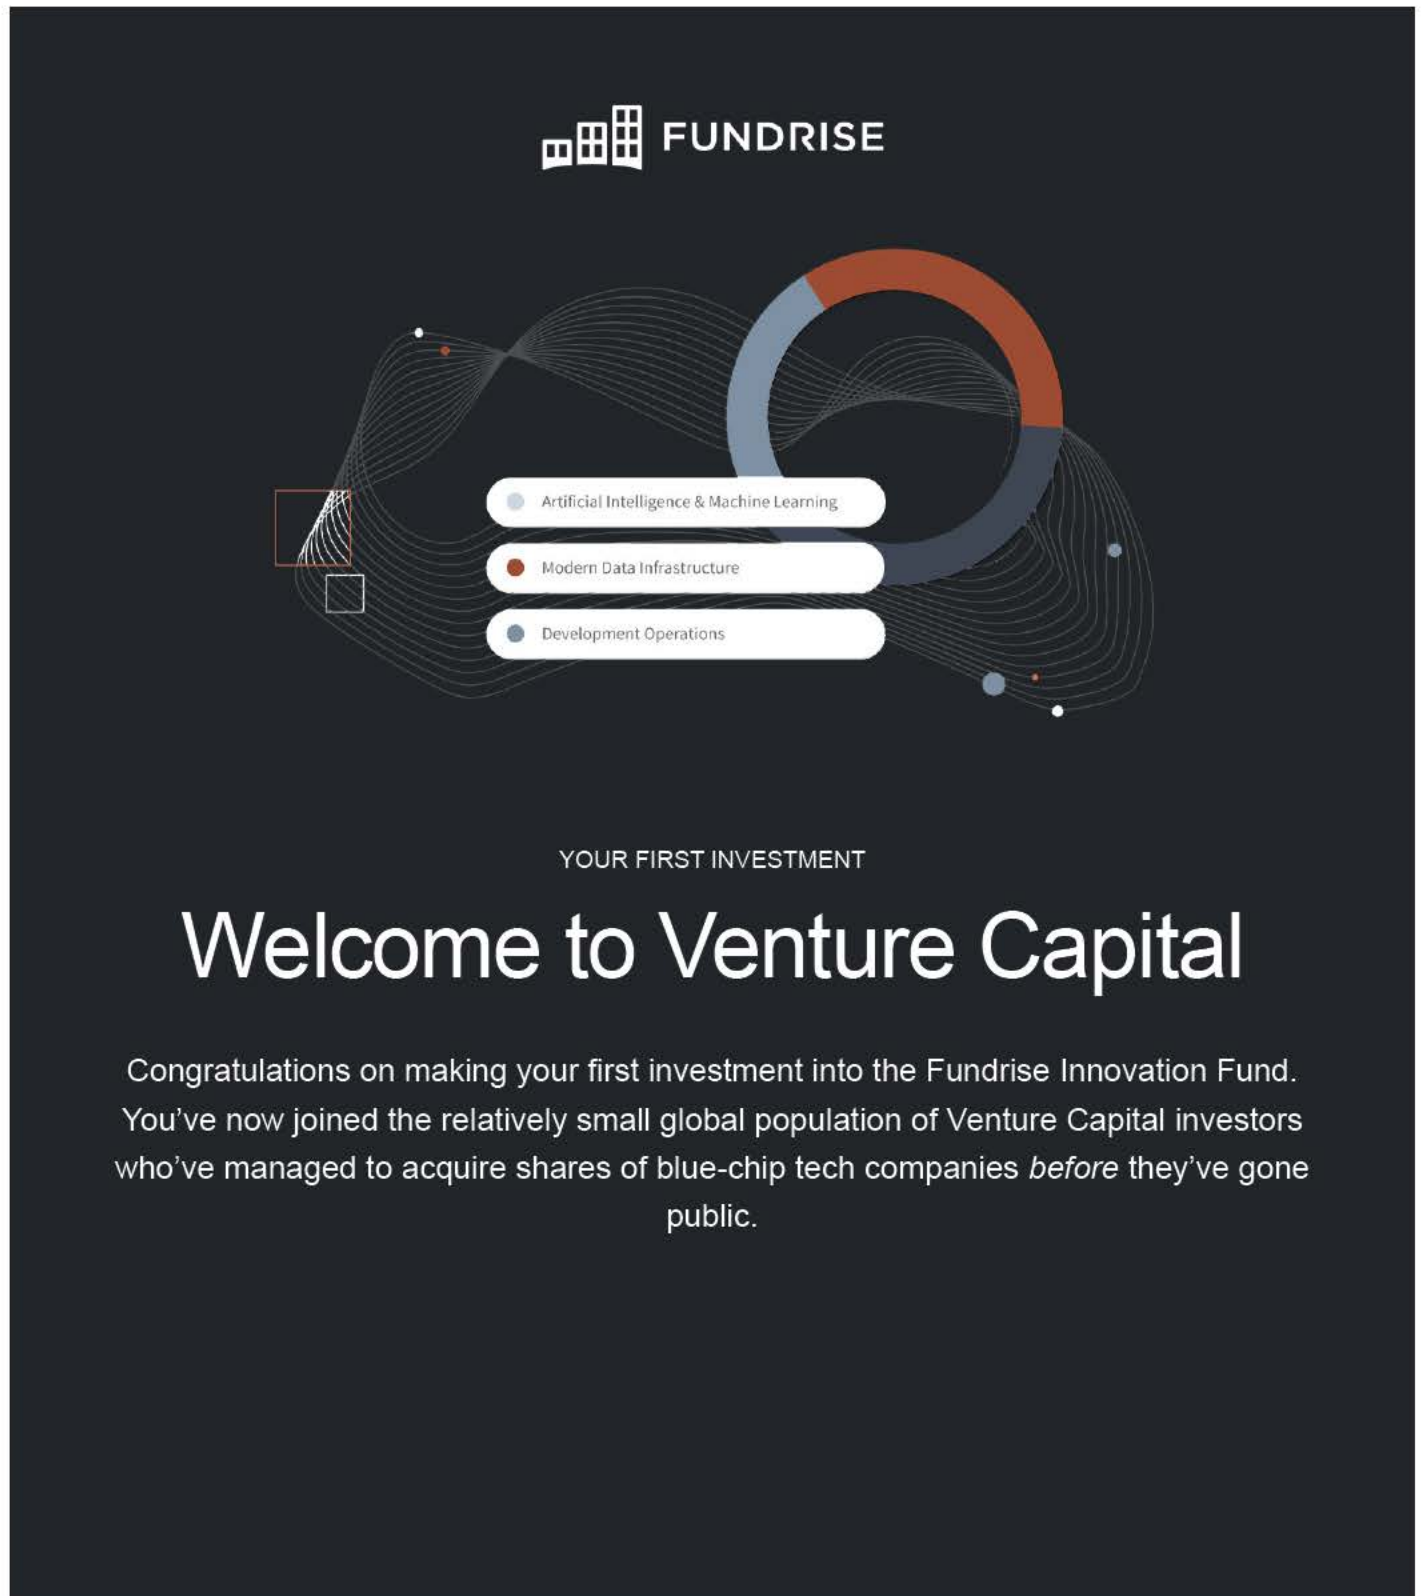 FUNDRISE
Artificial Intelligence & Machine Learning
Modern Data Infrastructure
Development Operations
YOUR FIRST INVESTMENT
Welcome to Venture Capital
Congratulations on making your first investment into the Fundrise Innovation Fund.
You’ve now joined the relatively small global population of Venture Capital investors
who’ve managed to acquire shares of blue-chip tech companies before they’ve gone
public.